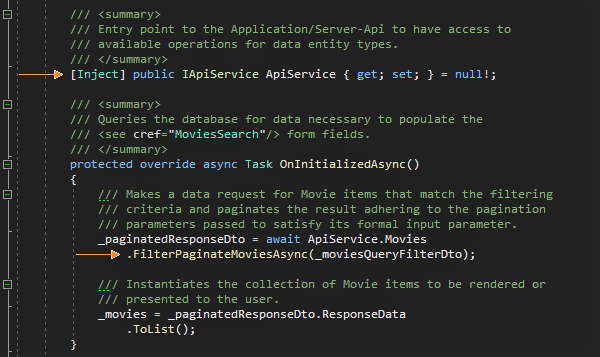 /// <summary>
/// Entry point to the Application/Server-Api to have access to
/// available operations for data entity types.
/// </summary>
[Inject] public IApiService ApiService { get; set; } = null!;
/// <summary>
/// Queries the database for data necessary to populate the
/// <see cref="MoviesSearch"/> form fields.
/// </summary>
protected override async Task OnInitializedAsync()
{
/// Makes a data request for Movie items that match the filtering
/// criteria and paginates the result adhering to the pagination
/// parameters passed to satisfy its formal input parameter.
_paginatedResponseDto = await ApiService.Movies
.FilterPaginateMoviesAsync(_moviesQueryFilterDto);
/// Instantiates the collection of Movie items to be rendered or
/// presented to the user.
_movies = _paginatedResponseDto.ResponseData
.ToList();
}